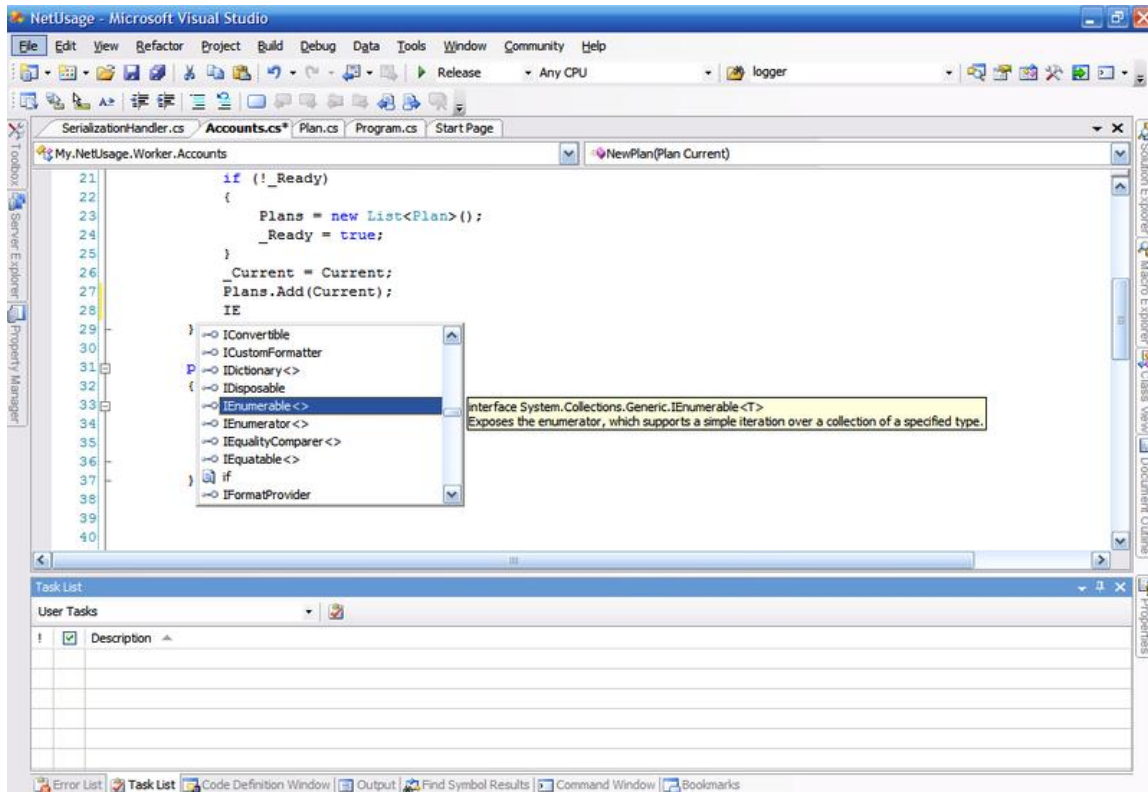 NetUsage - Microsoft Visual Studio
File Edit View Refactor Project Build Debug Data Tools Window Community Help
Release Any CPU logger
SerializationHandler.cs Accounts.cs* Plan.cs Program.cs Start Page
My.NetUsage.Worker.Accounts NewPlan(Plan Current)
21 if (!_Ready)
22 {
23 Plans = new List<Plan>();
24 _Ready = true;
25 }
26 _Current = Current;
27 Plans.Add(Current);
28 IE
29 }
30
31 P
32 {
33
34
35
36
37 }
38
39
40
IConvertible
ICustomFormatter
IDictionary<>
IDisposable
IEnumerable<>
IEnumerator<>
IEqualityComparer<>
IEquatable<>
if
IFormatProvider
interface System.Collections.Generic.IEnumerable<T>
Exposes the enumerator, which supports a simple iteration over a collection of a specified type.
Toolbox
Server Explorer
Property Manager
Solution Explorer
Macro Explorer
Class View
Document Outline
Properties
Task List
User Tasks
! Description
Error List Task List Code Definition Window Output Find Symbol Results Command Window Bookmarks